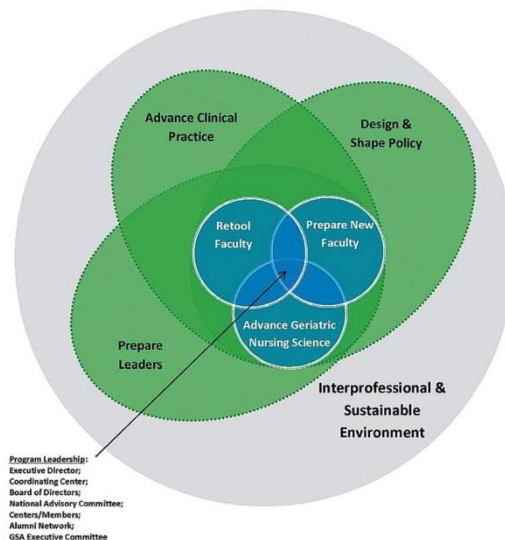 Advance Clinical
Practice
Design &
Shape Policy
Retool
Faculty
Prepare New
Faculty
Advance Geriatric
Nursing Science
Prepare
Leaders
Interprofessional &
Sustainable
Environment
Program Leadership:
Executive Director;
Coordinating Center;
Board of Directors;
National Advisory Committee;
Centers/Members;
Alumni Network;
GSA Executive Committee